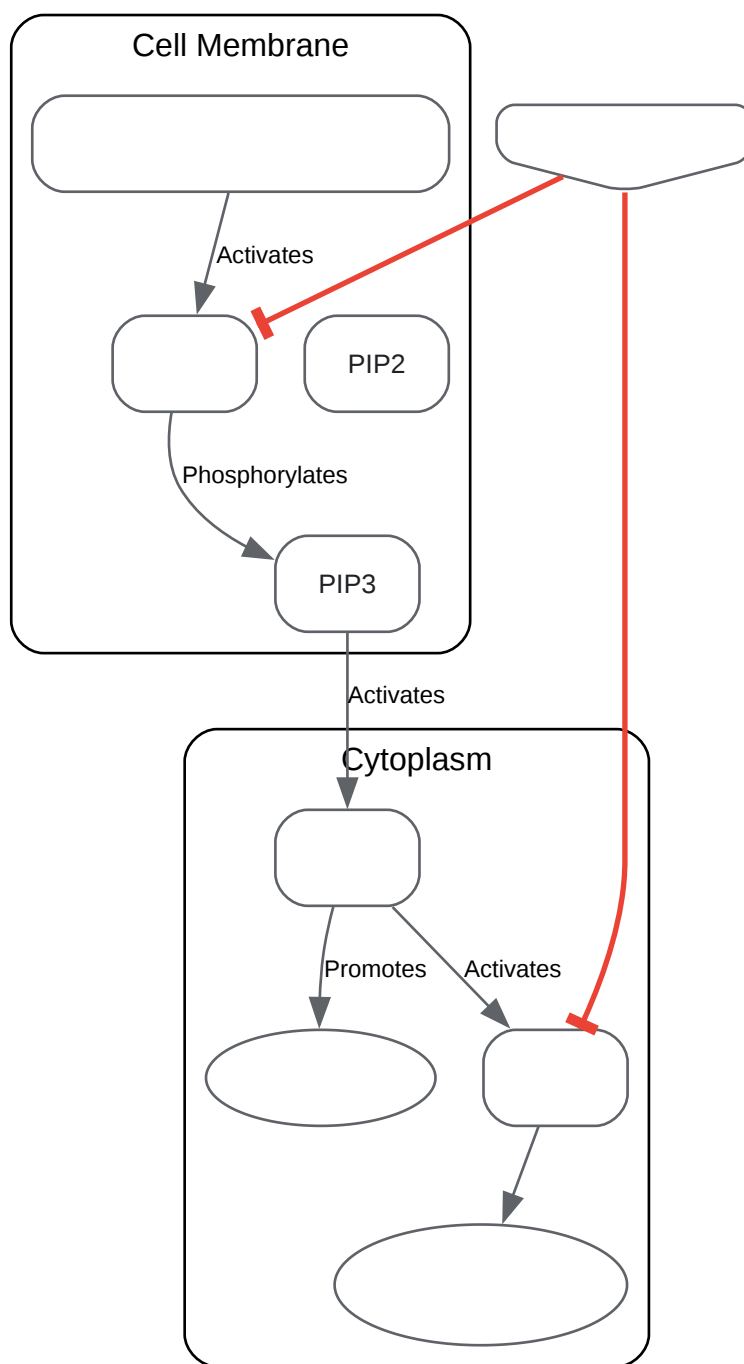 Cell Membrane
Activates
PIP2
Phosphorylates
PIP3
Activates
Cytoplasm
Promotes
Activates